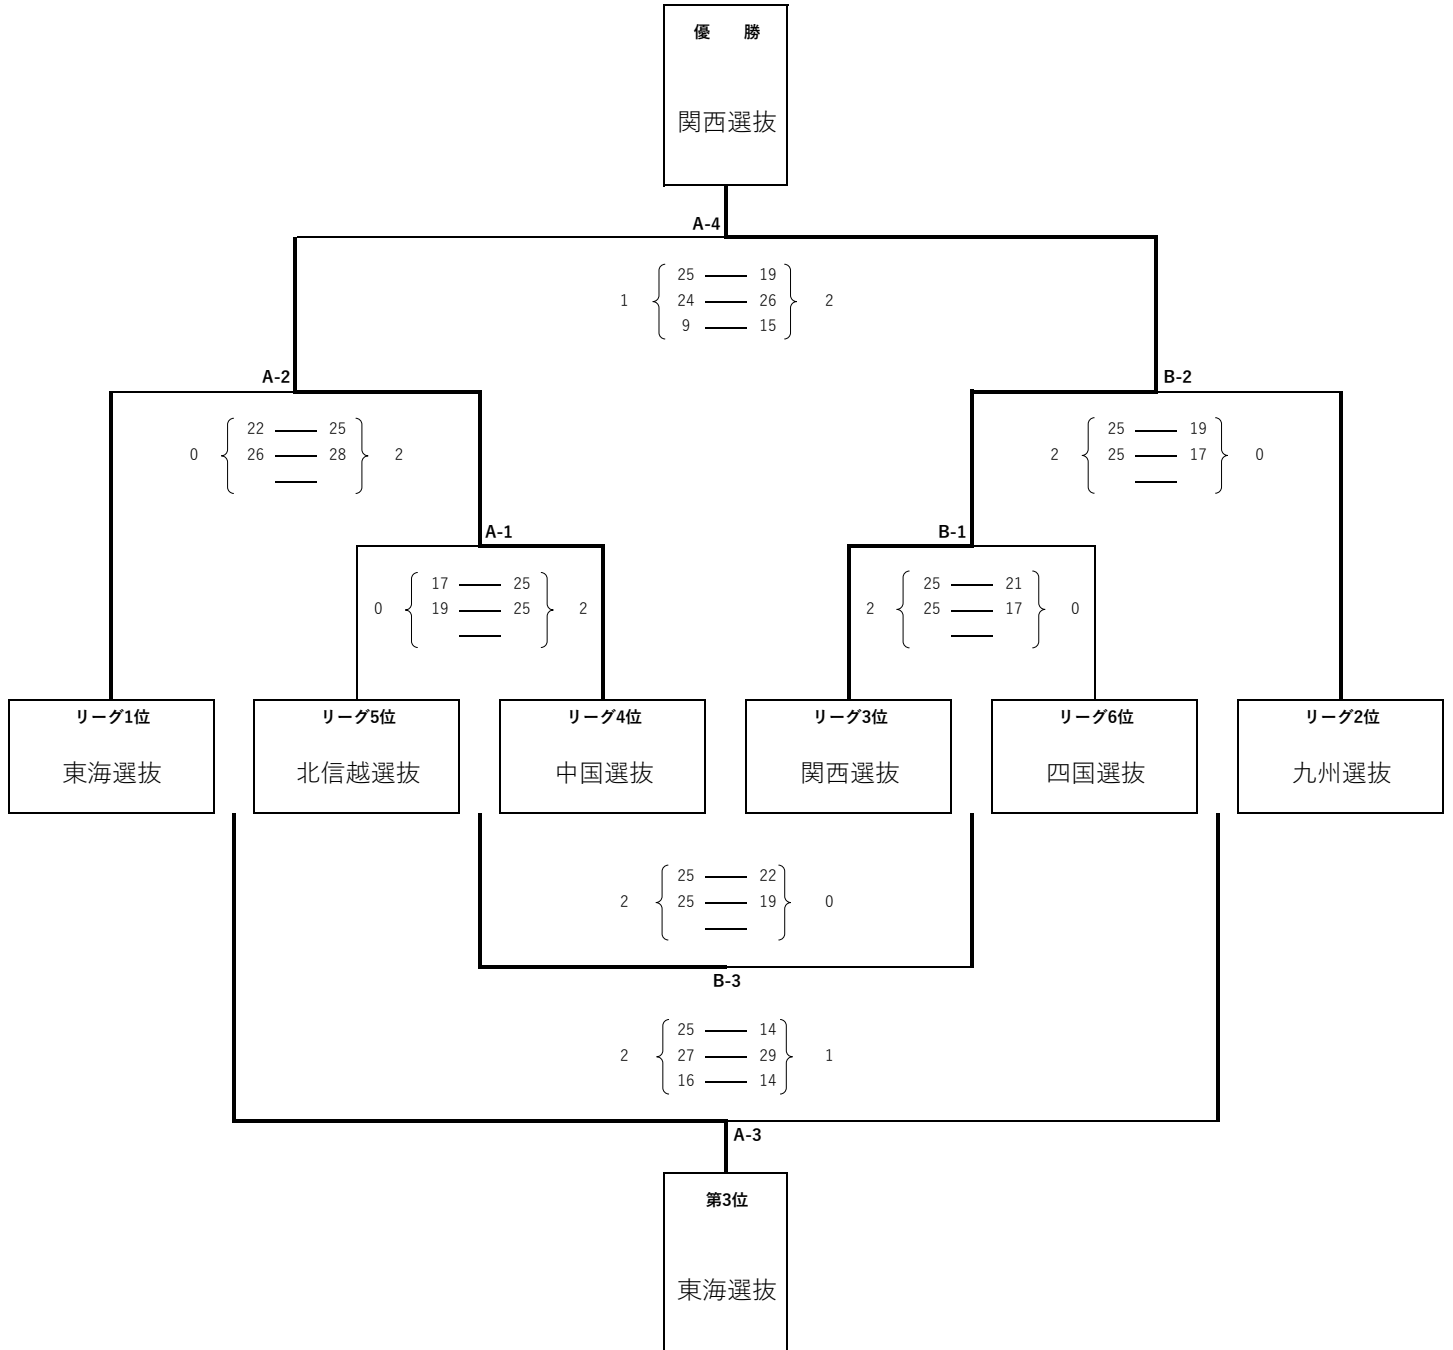 優　　勝
関西選抜
A-4
25 19
1 24 26 2
9 15
A-2 B-2
22 25
0 26 28 2
25 19
2 25 17 0
A-1 B-1
17 25
0 19 25 2
25 21
2 25 17 0
リーグ1位
東海選抜
リーグ5位
北信越選抜
リーグ4位
中国選抜
リーグ3位
関西選抜
リーグ6位
四国選抜
リーグ2位
九州選抜
25 22
2 25 19 0
B-3
25 14
2 27 29 1
16 14
A-3
第3位
東海選抜